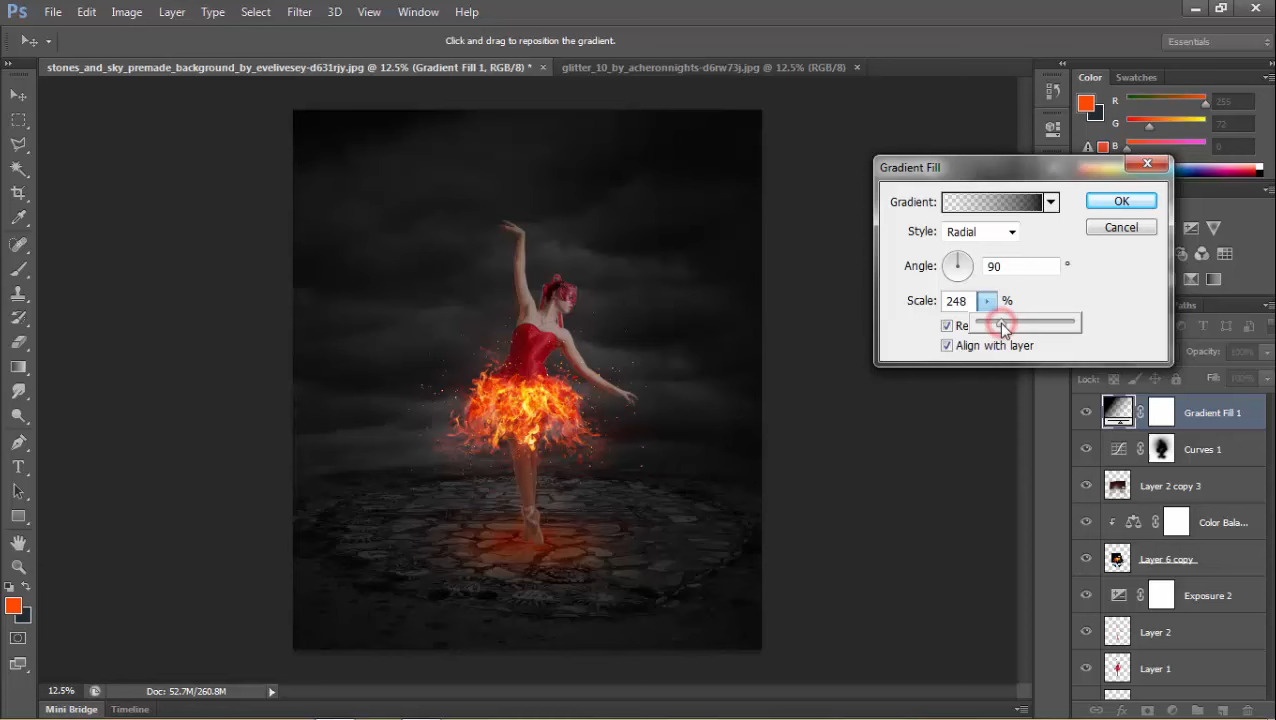 Ps File Edit Image Layer Type Select Filter 3D View Window Help
Click and drag to reposition the gradient.
Essentials
stones_and_sky_premade_background_by_evelivesey-d631rjy.jpg @ 12.5% (Gradient Fill 1, RGB/8) * ×
glitter_10_by_acheronnights-d6rw73j.jpg @ 12.5% (RGB/8) ×
Color Swatches
R 255
G 72
B 0
Gradient Fill
Gradient: OK
Style: Radial Cancel
Angle: 90 °
Scale: 248 %
Re
Align with layer
Paths
Opacity: 100%
Lock: Fill: 100%
Gradient Fill 1
Curves 1
Layer 2 copy 3
Color Bala...
Layer 6 copy
Exposure 2
Layer 2
Layer 1
12.5% Doc: 52.7M/260.8M
Mini Bridge Timeline